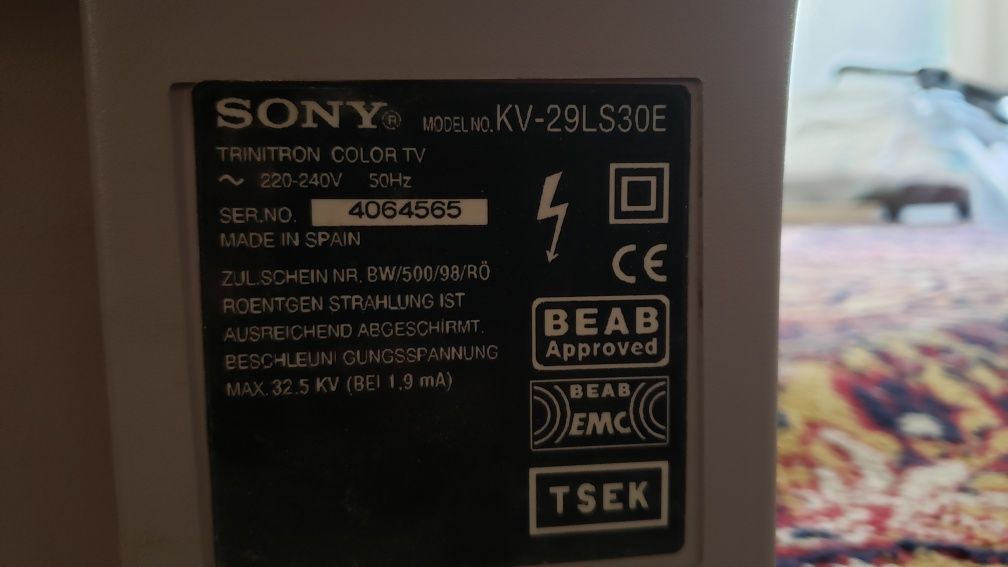 SONY® MODEL NO. KV-29LS30E
TRINITRON COLOR TV
~ 220-240V 50Hz
SER.NO. 4064565
MADE IN SPAIN
ZUL.SCHEIN NR. BW/500/98/RÖ
ROENTGEN STRAHLUNG IST
AUSREICHEND ABGESCHIRMT.
BESCHLEUNI GUNGSSPANNUNG
MAX. 32.5 KV (BEI 1.9 mA)
CE
BEAB
Approved
BEAB
EMC
TSEK